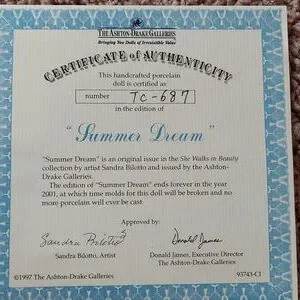 THE ASHTON-DRAKE GALLERIES
Bringing You Dolls of Irresistible Value
CERTIFICATE of AUTHENTICITY
This handcrafted porcelain
doll is certified as
number TC-687
in the edition of
"Summer Dream"
"Summer Dream" is an original issue in the She Walks in Beauty
collection by artist Sandra Bilotto and issued by the Ashton-
Drake Galleries.
The edition of "Summer Dream" ends forever in the year
2001, at which time molds for this doll will be broken and no
more porcelain will ever be cast.
Approved by:
Sandra Bilotto
Donald James
Sandra Bilotto, Artist
Donald James, Executive Director
The Ashton-Drake Galleries
©1997 The Ashton-Drake Galleries
93743-C1